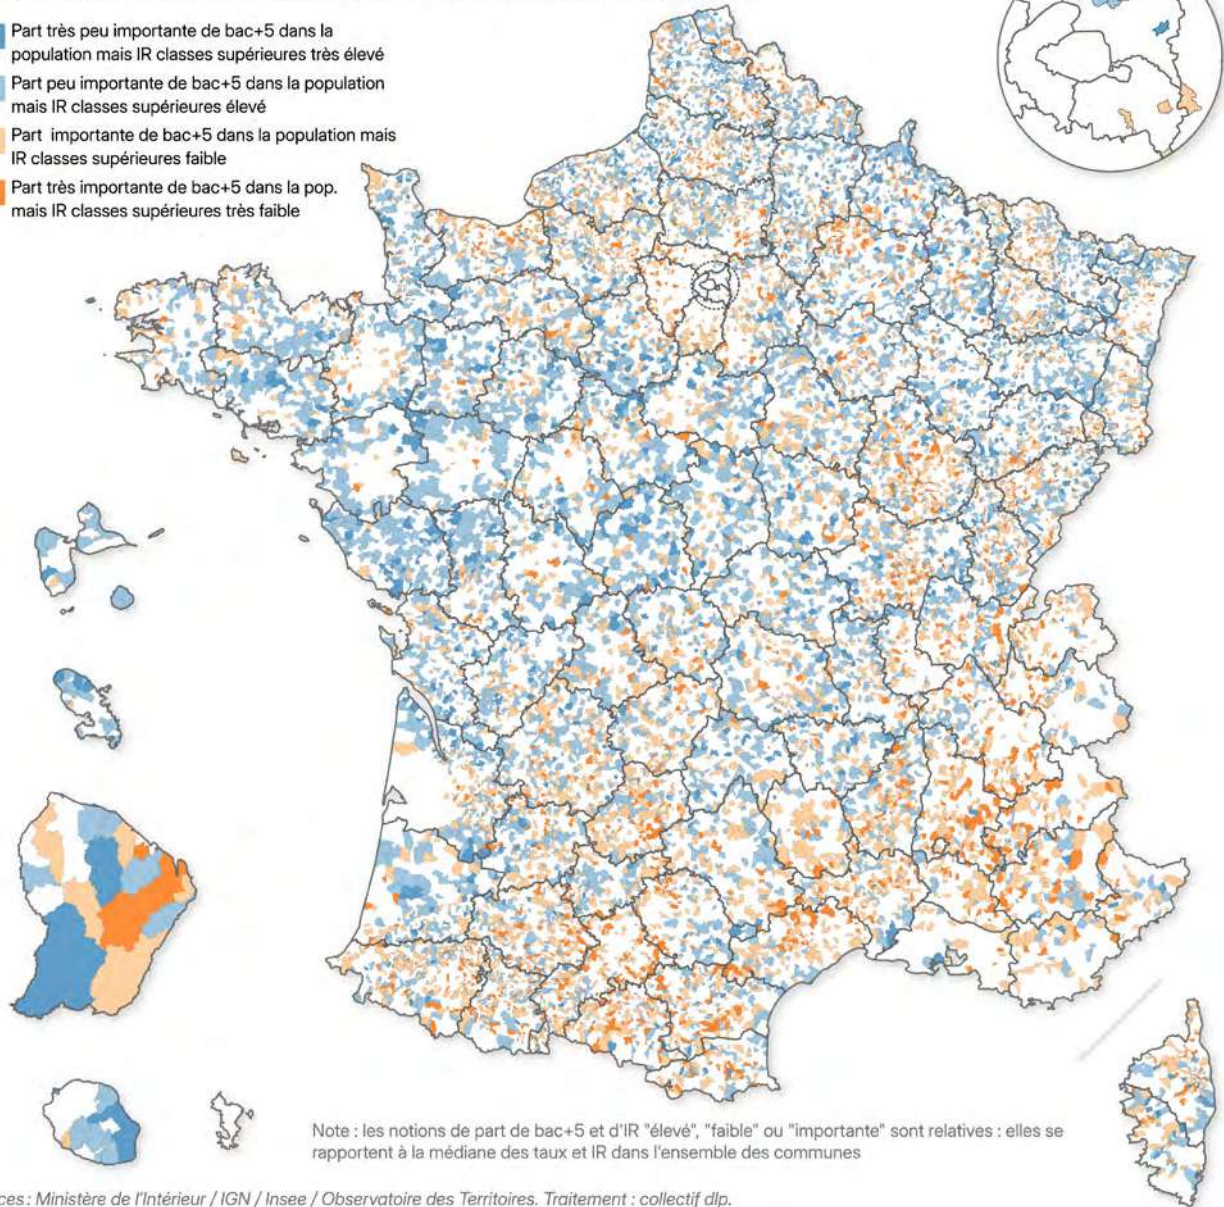 Part très peu importante de bac+5 dans la
population mais IR classes supérieures très élevé
Part peu importante de bac+5 dans la population
mais IR classes supérieures élevé
Part importante de bac+5 dans la population mais
IR classes supérieures faible
Part très importante de bac+5 dans la pop.
mais IR classes supérieures très faible
Note : les notions de part de bac+5 et d'IR "élevé", "faible" ou "importante" sont relatives : elles se
rapportent à la médiane des taux et IR dans l'ensemble des communes
ces : Ministère de l'Intérieur / IGN / Insee / Observatoire des Territoires. Traitement : collectif dlp.